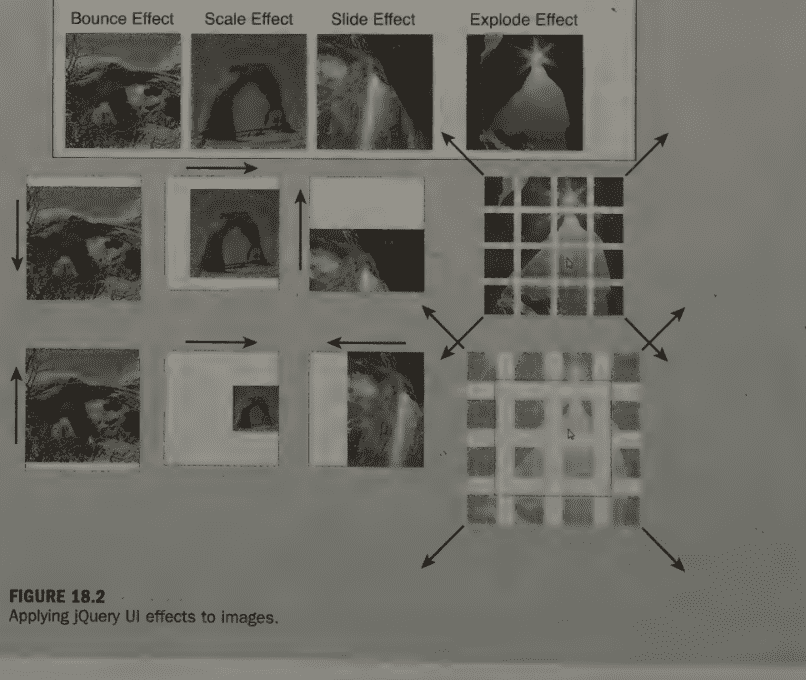 Bounce Effect Scale Effect Slide Effect Explode Effect
FIGURE 18.2
Applying jQuery UI effects to images.